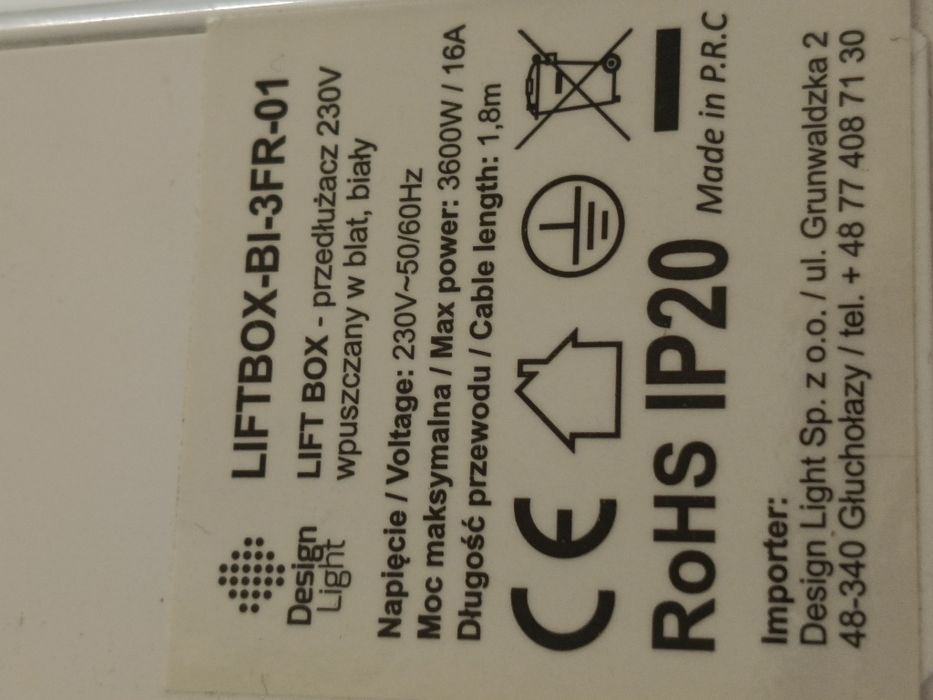 Design
Light
LIFTBOX-BI-3FR-01
LIFT BOX - przedłużacz 230V
wpuszczany w blat, biały
Napięcie / Voltage: 230V~50/60Hz
Moc maksymalna / Max power: 3600W / 16A
Długość przewodu / Cable length: 1,8m
CE
RoHS IP20 Made in P.R.C
Importer:
Design Light Sp. z o.o. / ul. Grunwaldzka 2
48-340 Głuchołazy / tel. + 48 77 408 71 30